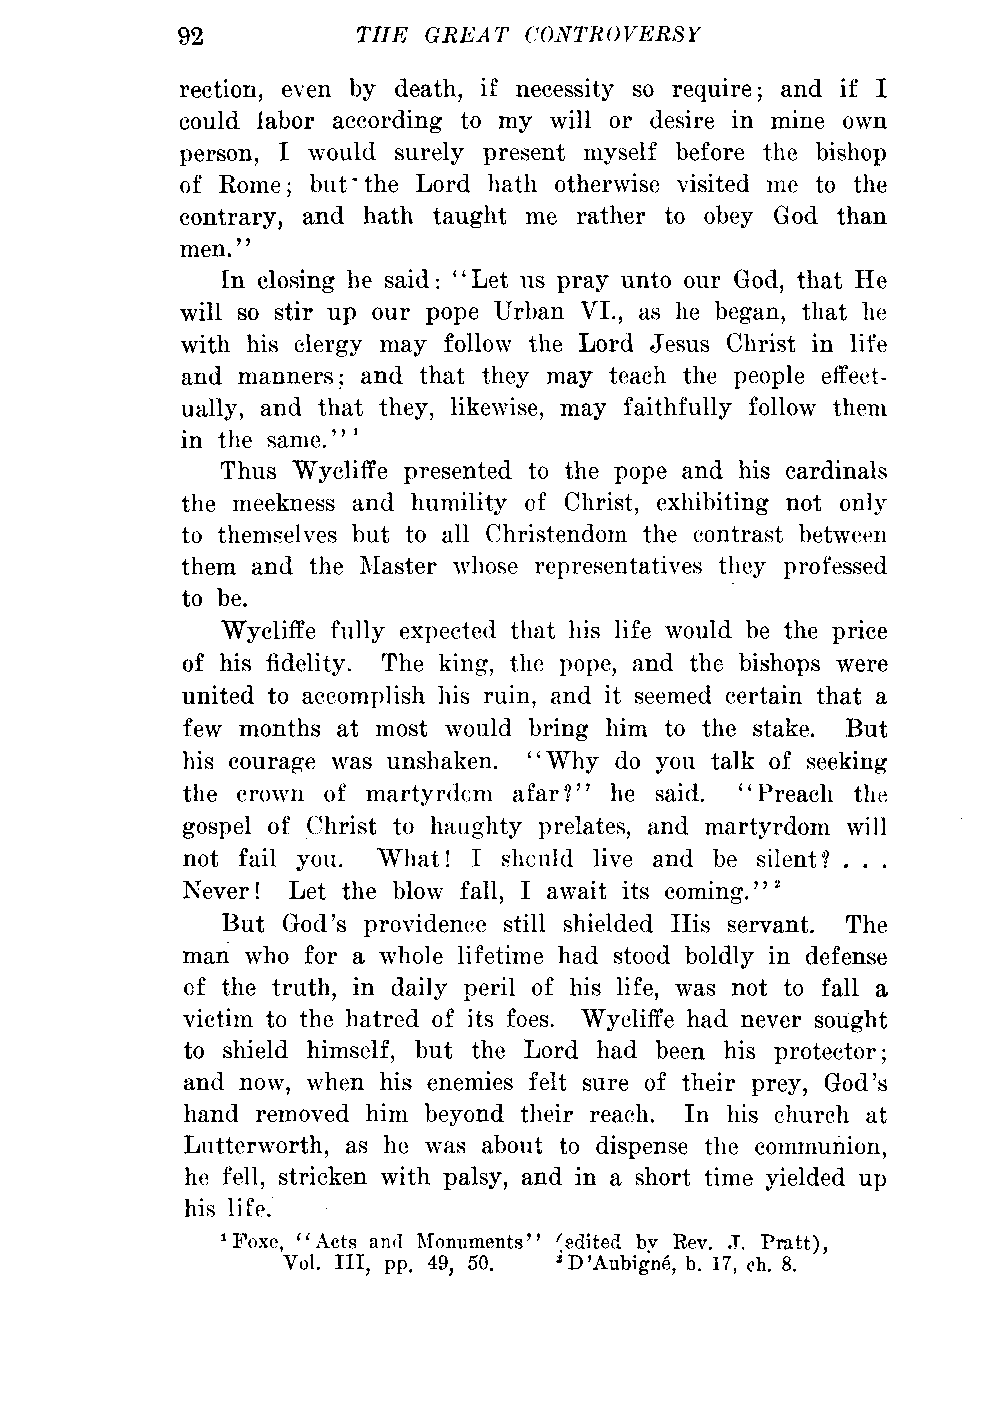 92 THE GREAT CONTROVERSY
rection, even by death, if necessity so require; and if I
could labor according to my will or desire in mine own
person, I would surely present myself before the bishop
of Rome; but the Lord hath otherwise visited me to the
contrary, and hath taught me rather to obey God than
men.''
In closing he said: ``Let us pray unto our God, that He
will so stir up our pope Urban VI., as he began, that he
with his clergy may follow the Lord Jesus Christ in life
and manners; and that they may teach the people effect-
ually, and that they, likewise, may faithfully follow them
in the same.''¹
Thus Wycliffe presented to the pope and his cardinals
the meekness and humility of Christ, exhibiting not only
to themselves but to all Christendom the contrast between
them and the Master whose representatives they professed
to be.
Wycliffe fully expected that his life would be the price
of his fidelity. The king, the pope, and the bishops were
united to accomplish his ruin, and it seemed certain that a
few months at most would bring him to the stake. But
his courage was unshaken. ``Why do you talk of seeking
the crown of martyrdom afar?'' he said. ``Preach the
gospel of Christ to haughty prelates, and martyrdom will
not fail you. What! I should live and be silent? . . .
Never! Let the blow fall, I await its coming.''²
But God's providence still shielded His servant. The
man who for a whole lifetime had stood boldly in defense
of the truth, in daily peril of his life, was not to fall a
victim to the hatred of its foes. Wycliffe had never sought
to shield himself, but the Lord had been his protector;
and now, when his enemies felt sure of their prey, God's
hand removed him beyond their reach. In his church at
Lutterworth, as he was about to dispense the communion,
he fell, stricken with palsy, and in a short time yielded up
his life.
¹ Foxe, ``Acts and Monuments'' (edited by Rev. J. Pratt),
Vol. III, pp. 49, 50. ² D'Aubigné, b. 17, ch. 8.